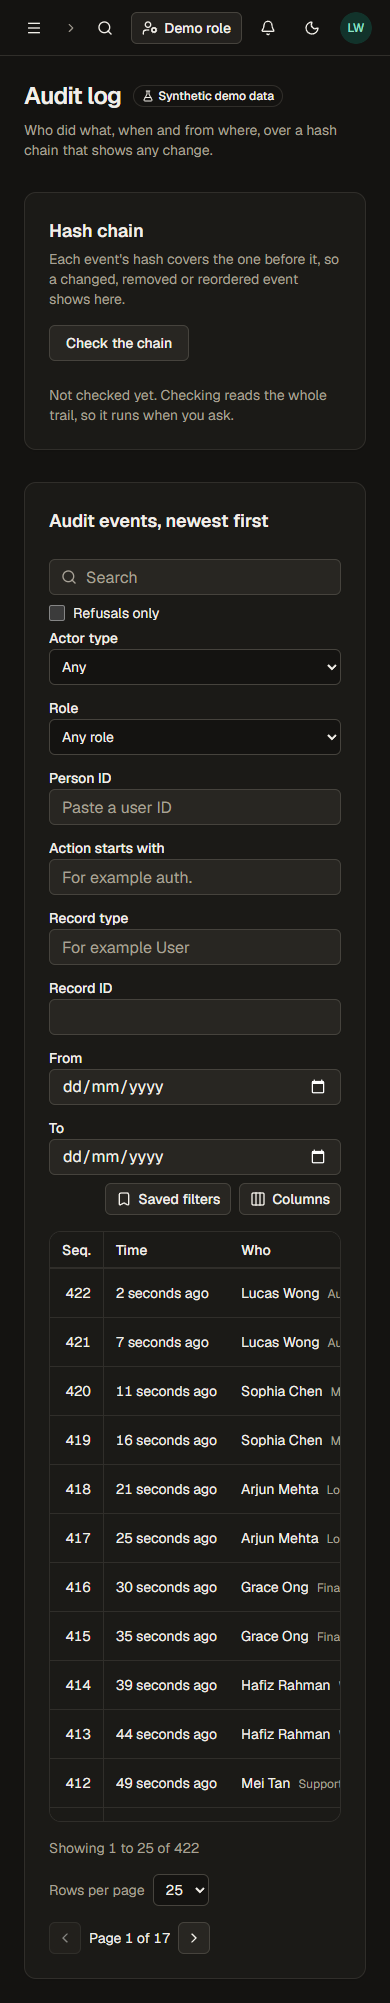 Demo role
LW
Audit log
Synthetic demo data
Who did what, when and from where, over a hash
chain that shows any change.
Hash chain
Each event's hash covers the one before it, so
a changed, removed or reordered event
shows here.
Check the chain
Not checked yet. Checking reads the whole
trail, so it runs when you ask.
Audit events, newest first
Search
Refusals only
Actor type
Any
Role
Any role
Person ID
Paste a user ID
Action starts with
For example auth.
Record type
For example User
Record ID
From
dd/mm/yyyy
To
dd/mm/yyyy
Saved filters Columns
Seq. Time Who
422 2 seconds ago Lucas Wong
421 7 seconds ago Lucas Wong
420 11 seconds ago Sophia Chen
419 16 seconds ago Sophia Chen
418 21 seconds ago Arjun Mehta
417 25 seconds ago Arjun Mehta
416 30 seconds ago Grace Ong
415 35 seconds ago Grace Ong
414 39 seconds ago Hafiz Rahman
413 44 seconds ago Hafiz Rahman
412 49 seconds ago Mei Tan Support
Showing 1 to 25 of 422
Rows per page 25
Page 1 of 17